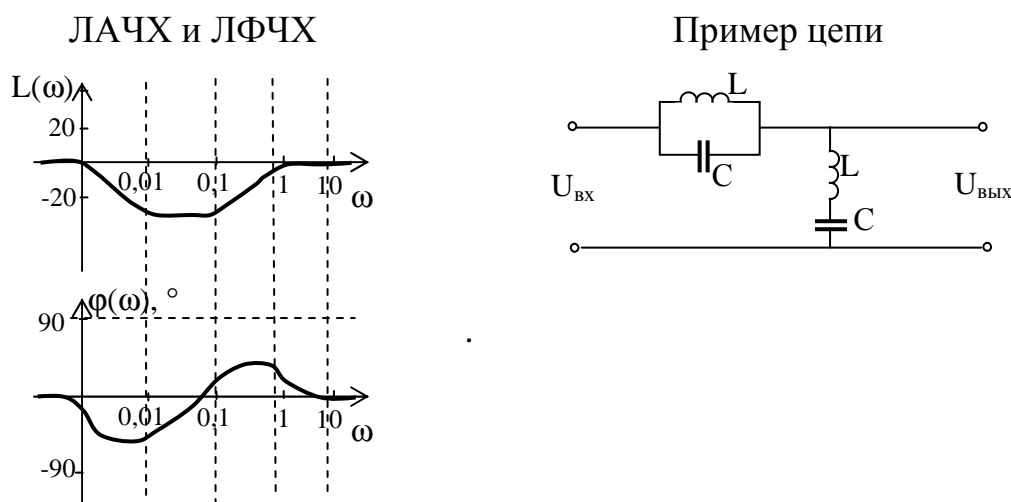 ЛАЧХ и ЛФЧХ
Пример цепи
L(ω)
20
0,01 0,1 1 10
-20
ω
φ(ω), °
90
0,01 0,1 1 10
ω
-90
L
C
L
C
Uвх
Uвых
.